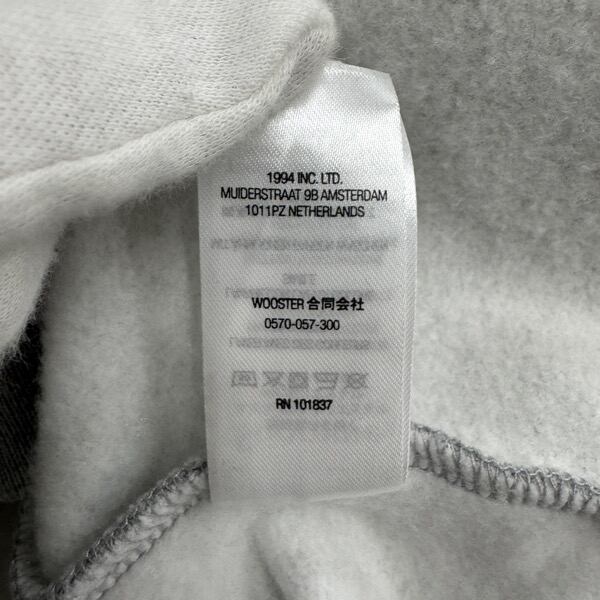 1994 INC. LTD.
MUIDERSTRAAT 9B AMSTERDAM
1011PZ NETHERLANDS
WOOSTER 合同会社
0570-057-300
RN 101837